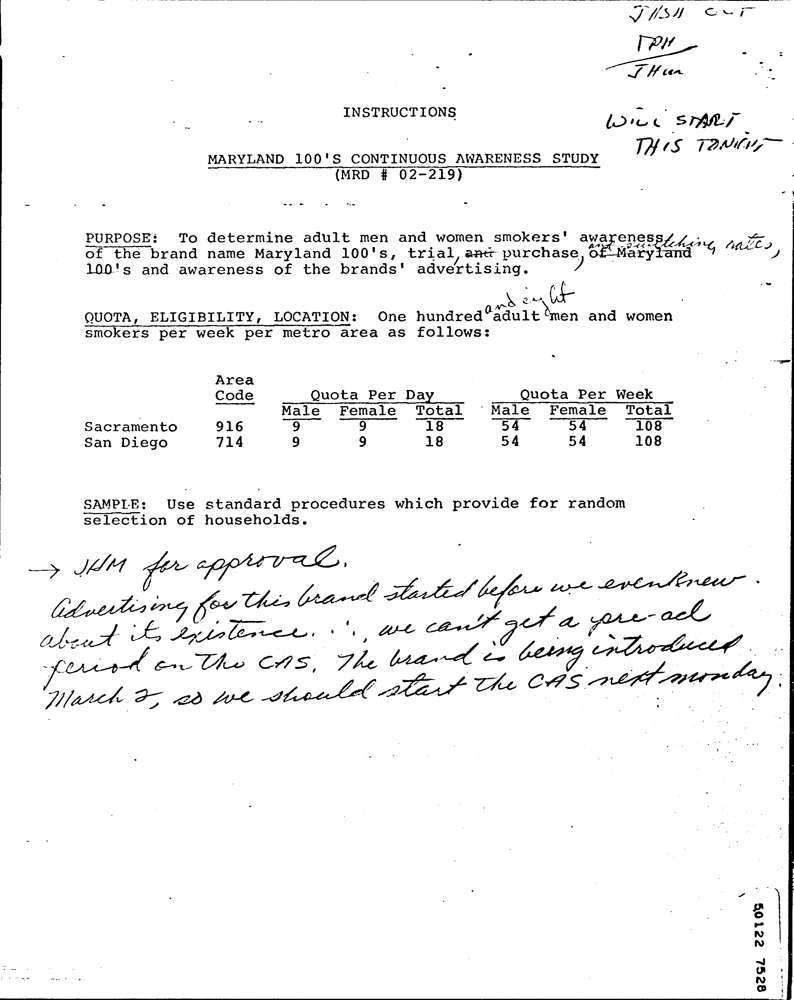 OUT
TPH
JHM
WILL START
THIS TONIGHT
INSTRUCTIONS
MARYLAND 100'S CONTINUOUS AWARENESS STUDY
(MRD # 02-219)
PURPOSE: To determine adult men and women smokers' awareness
and switching rates,
of the brand name Maryland 100's, trial, and purchase, of Maryland
100's and awareness of the brands' advertising.
and eight
QUOTA, ELIGIBILITY, LOCATION: One hundred adult men and women
smokers per week per metro area as follows:
Area
Code Quota Per Day Quota Per Week
Male Female Total Male Female Total
Sacramento 916 9 9 18 54 54 108
San Diego 714 9 9 18 54 54 108
SAMPLE: Use standard procedures which provide for random
selection of households.
→ JHM for approval.
Advertising for this brand started before we even knew
about its existence. ∴, we can't get a pre-ad
period on the CAS. The brand is being introduced
March 2, so we should start the CAS next monday.
50122 7528